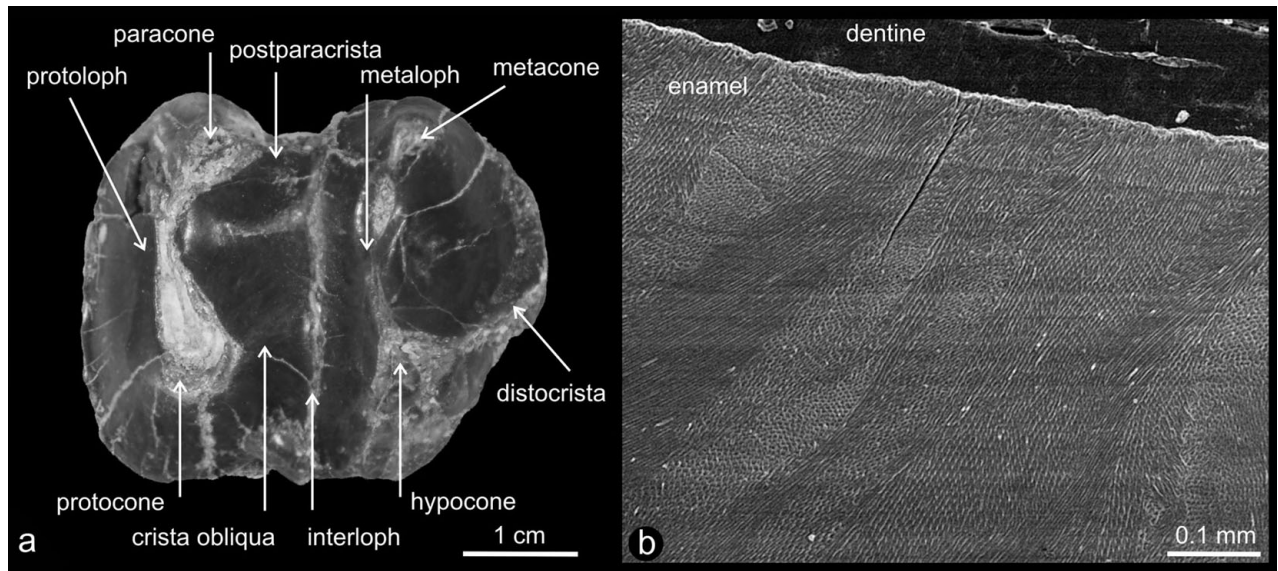 paracone
postparacrista
protoloph
metaloph
metacone
distocrista
protocone
hypocone
crista obliqua
interloph
1 cm
a
dentine
enamel
0.1 mm
b